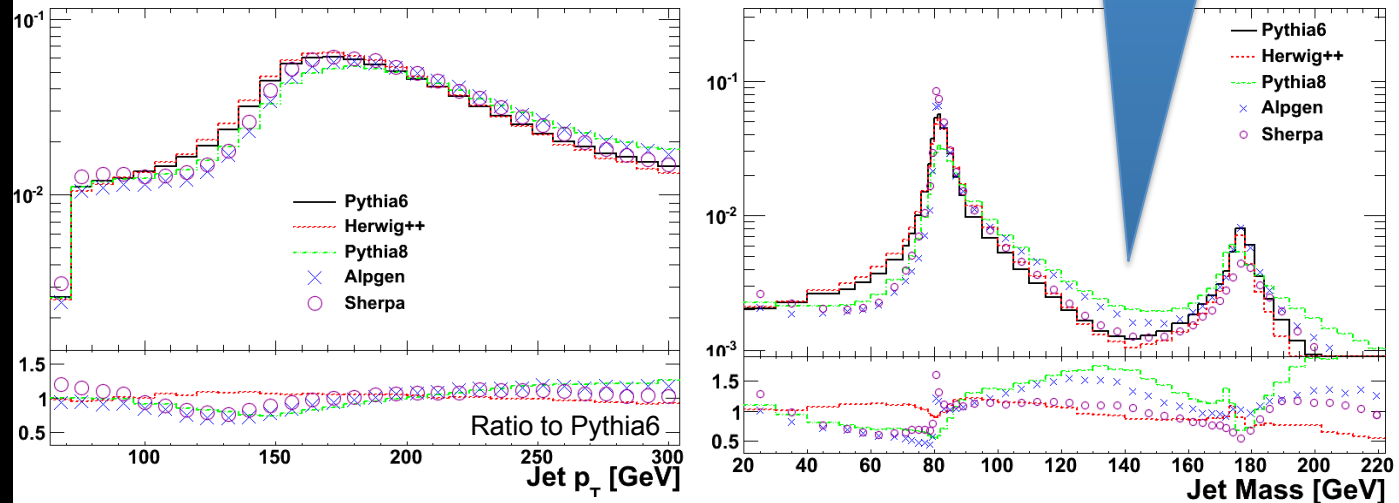 10⁻¹
10⁻²
Pythia6
Herwig++
Pythia8
Alpgen
Sherpa
1.5
1
0.5
Ratio to Pythia6
100 150 200 250 300
Jet p_T [GeV]
Pythia6
Herwig++
Pythia8
Alpgen
Sherpa
10⁻¹
10⁻²
10⁻³
1.5
1
0.5
20 40 60 80 100 120 140 160 180 200 220
Jet Mass [GeV]